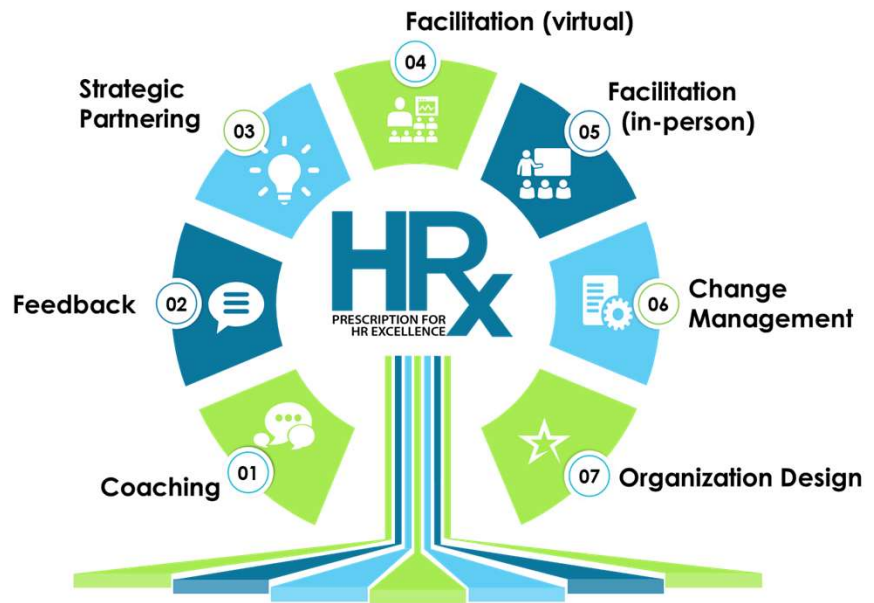 Facilitation (virtual)
04
Strategic
Partnering
03
Facilitation
(in-person)
05
HRx
PRESCRIPTION FOR
HR EXCELLENCE
Feedback
02
06
Change
Management
Coaching
01
07
Organization Design